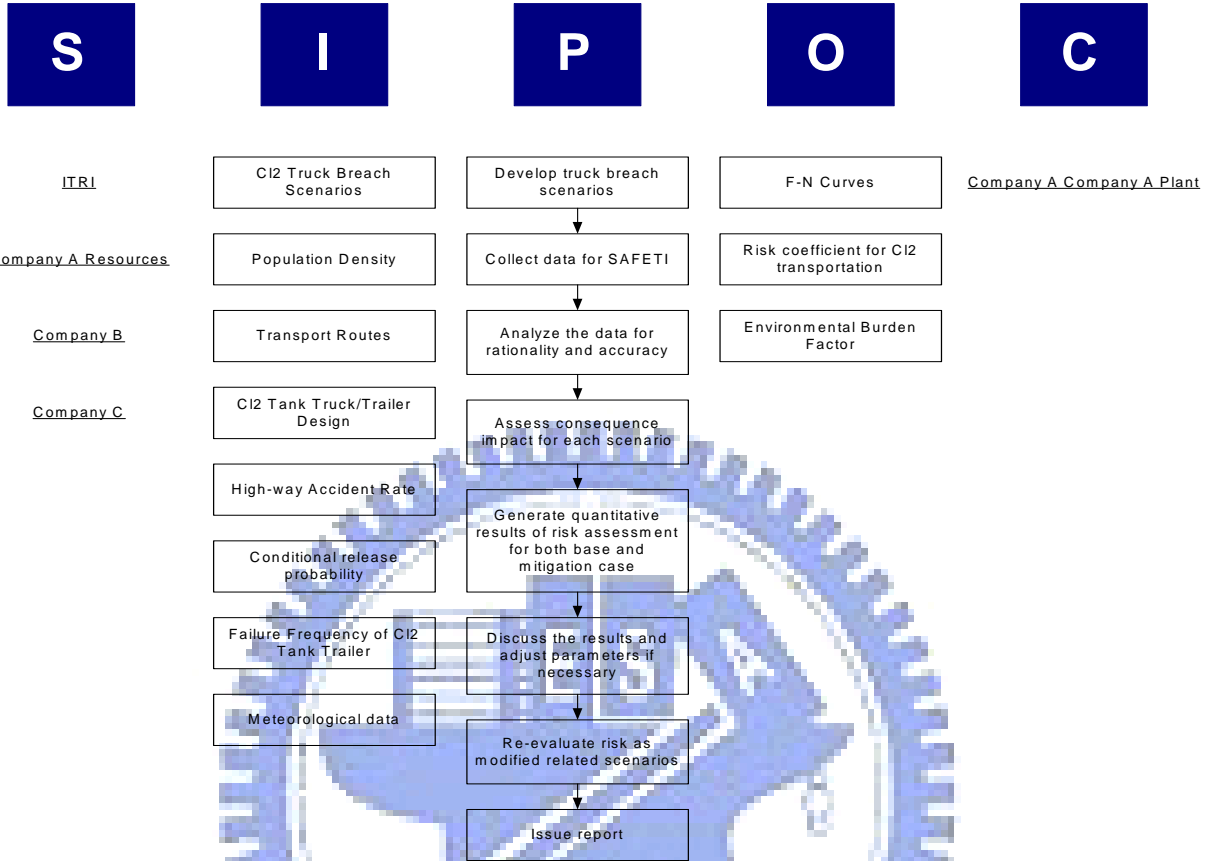 S
I
P
O
C
ITRI
Company A Resources
Company B
Company C
Cl2 Truck Breach
Scenarios
Population Density
Transport Routes
Cl2 Tank Truck/Trailer
Design
High-way Accident Rate
Conditional release
probability
Failure Frequency of Cl2
Tank Trailer
Meteorological data
Develop truck breach
scenarios
Collect data for SAFETI
Analyze the data for
rationality and accuracy
Assess consequence
impact for each scenario
Generate quantitative
results of risk assessment
for both base and
mitigation case
Discuss the results and
adjust parameters if
necessary
Re-evaluate risk as
modified related scenarios
Issue report
F-N Curves
Risk coefficient for Cl2
transportation
Environmental Burden
Factor
Company A Company A Plant